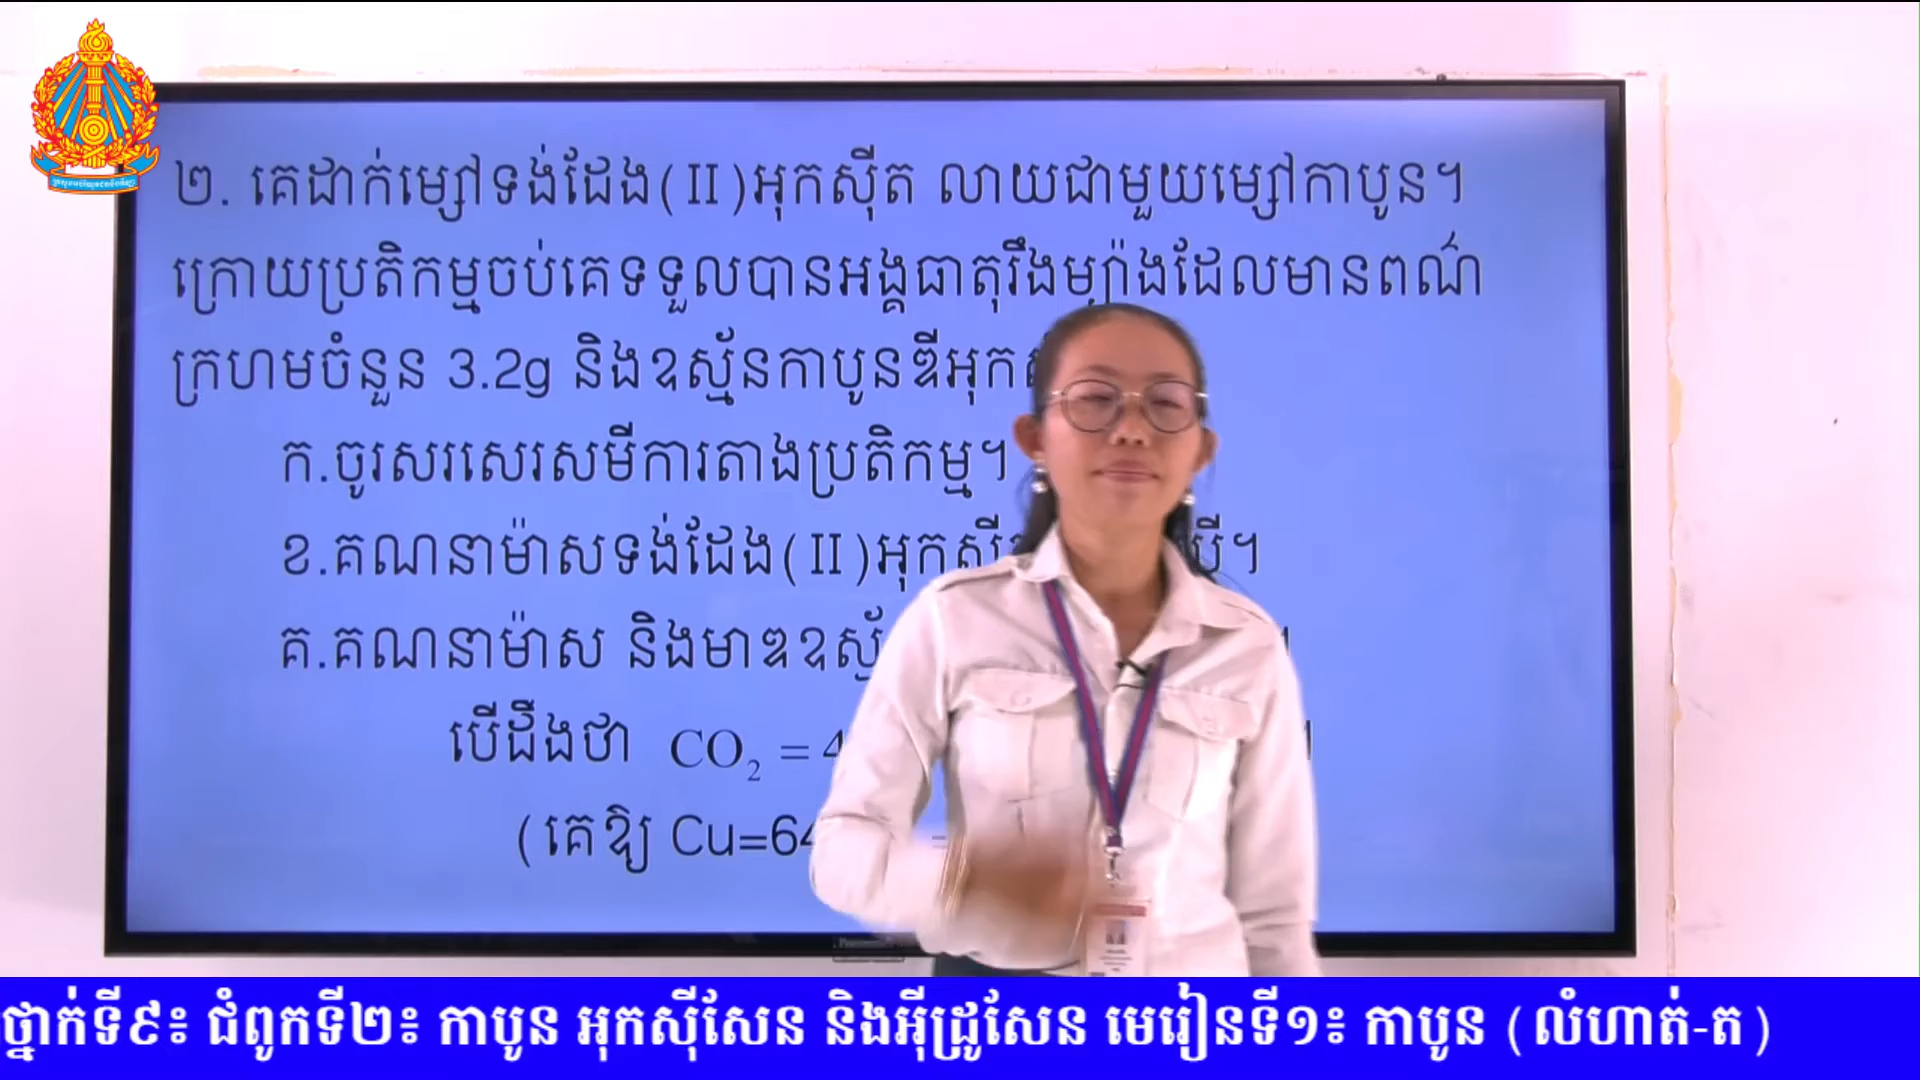 ២. គេដាក់ម្សៅទង់ដែង(II)អុកស៊ីត លាយជាមួយម្សៅកាបូន។
ក្រោយប្រតិកម្មចប់គេទទួលបានអង្គធាតុរឹងម្យ៉ាងដែលមានពណ៌
ក្រហមចំនួន 3.2g និងឧស្ម័នកាបូនឌីអុក
ក.ចូរសរសេរសមីការតាងប្រតិកម្ម។
ខ.គណនាម៉ាសទង់ដែង(II)អុកស៊ី
គ.គណនាម៉ាស និងមាឌឧស្ម័
បើដឹងថា CO₂ = 4
(គេឱ្យ Cu=64
ថ្នាក់ទី៩៖ ជំពូកទី២៖ កាបូន អុកស៊ីសែន និងអ៊ីដ្រូសែន មេរៀនទី១៖ កាបូន (លំហាត់-ត)